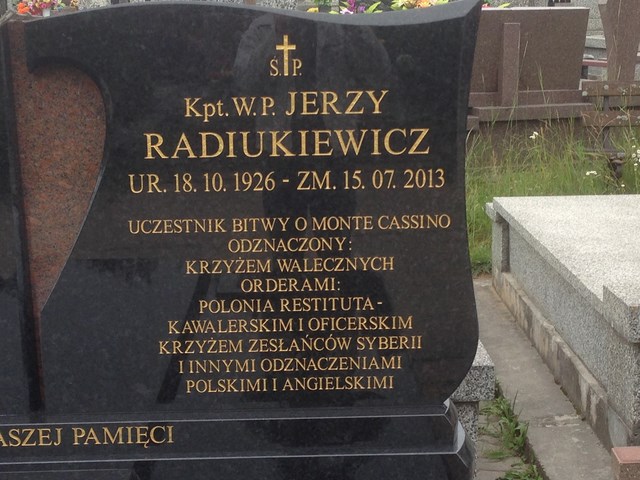 Ś.P.
Kpt. W.P. JERZY
RADIUKIEWICZ
UR. 18. 10. 1926 - ZM. 15. 07. 2013
UCZESTNIK BITWY O MONTE CASSINO
ODZNACZONY:
KRZYŻEM WALECZNYCH
ORDERAMI:
POLONIA RESTITUTA-
KAWALERSKIM I OFICERSKIM
KRZYŻEM ZESŁAŃCÓW SYBERII
I INNYMI ODZNACZENIAMI
POLSKIMI I ANGIELSKIMI
ASZEJ PAMIĘCI